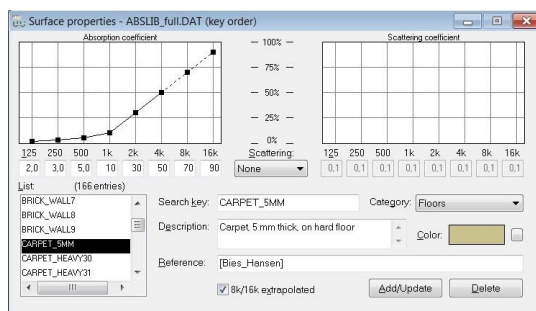 Surface properties - ABSLIB_full.DAT (key order)
Absorption coefficient
Scattering coefficient
100%
75%
50%
25%
0%
125 250 500 1k 2k 4k 8k 16k
Scattering:
125 250 500 1k 2k 4k 8k 16k
2,0 3,0 5,0 10 30 50 70 90
None
0,1 0,1 0,1 0,1 0,1 0,1 0,1 0,1
List: (166 entries)
BRICK_WALL7
BRICK_WALL8
BRICK_WALL9
CARPET_5MM
CARPET_HEAVY30
CARPET_HEAVY31
Search key: CARPET_5MM
Category: Floors
Description: Carpet, 5 mm thick, on hard floor
Color:
Reference: [Bies_Hansen]
8k/16k extrapolated
Add/Update
Delete